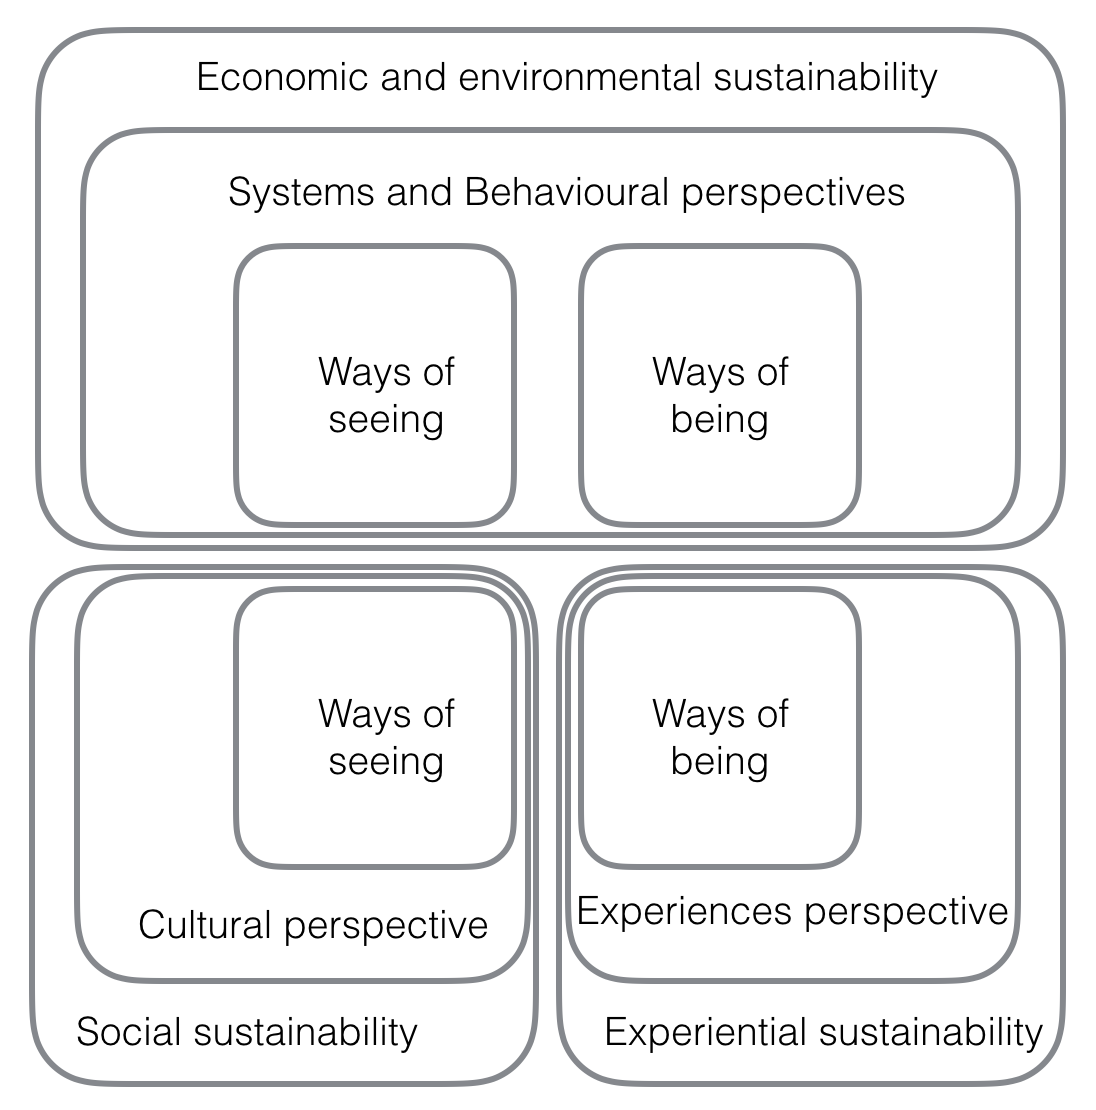 Economic and environmental sustainability
Systems and Behavioural perspectives
Ways of
seeing
Ways of
being
Ways of
seeing
Ways of
being
Cultural perspective
Experiences perspective
Social sustainability
Experiential sustainability